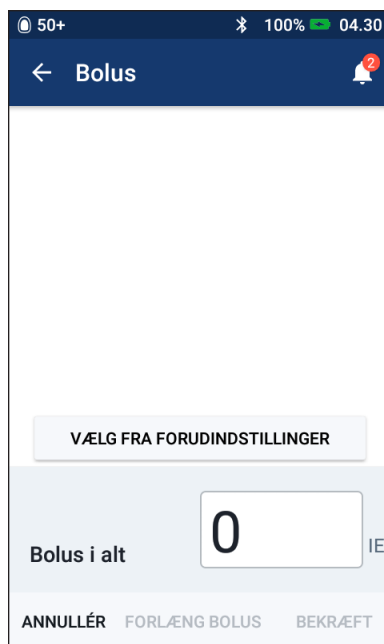 50+ 100% 04.30
Bolus 2
VÆLG FRA FORUDINDSTILLINGER
Bolus i alt 0 IE
ANNULLÉR FORLÆNG BOLUS BEKRÆFT